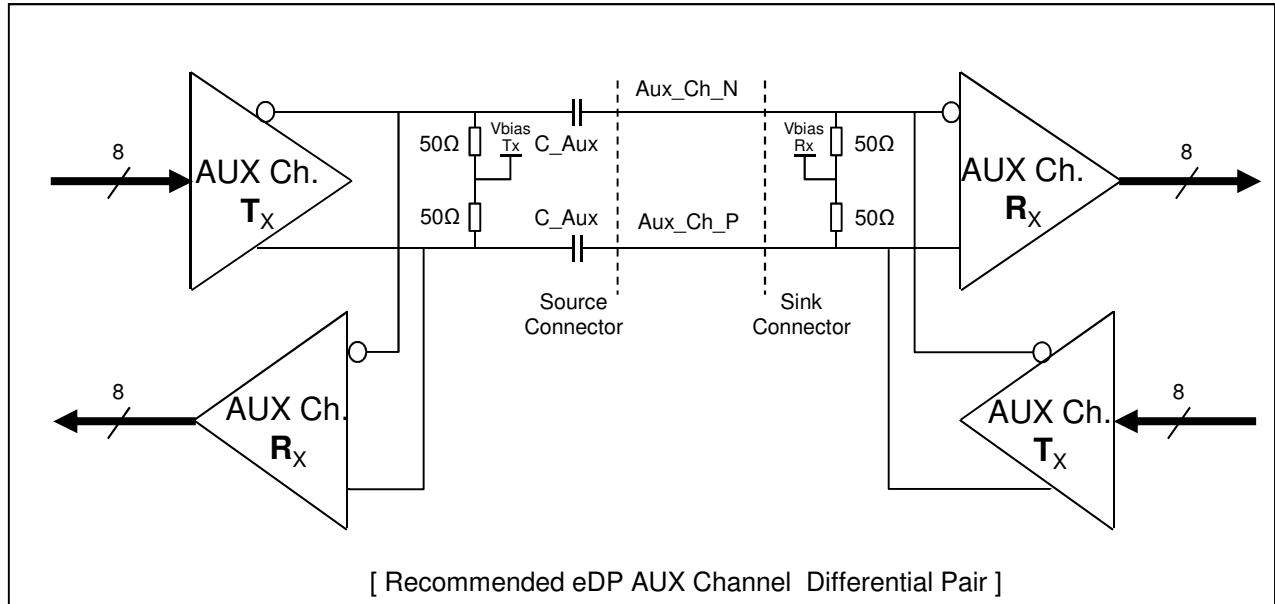 Aux_Ch_N
Vbias
Tx
C_Aux
Vbias
Rx
50Ω
50Ω
8
AUX Ch.
TX
AUX Ch.
RX
8
50Ω
C_Aux
Aux_Ch_P
50Ω
Source
Connector
Sink
Connector
8
AUX Ch.
RX
AUX Ch.
TX
8
[ Recommended eDP AUX Channel Differential Pair ]